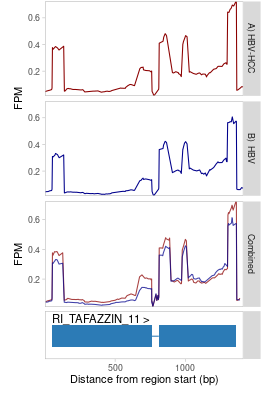 0.6
0.4
0.2
A) HBV-HCC
FPM
0.6
0.4
0.2
B) HBV
0.6
0.4
0.2
Combined
FPM
RI_TAFAZZIN_11 >
500
1000
Distance from region start (bp)